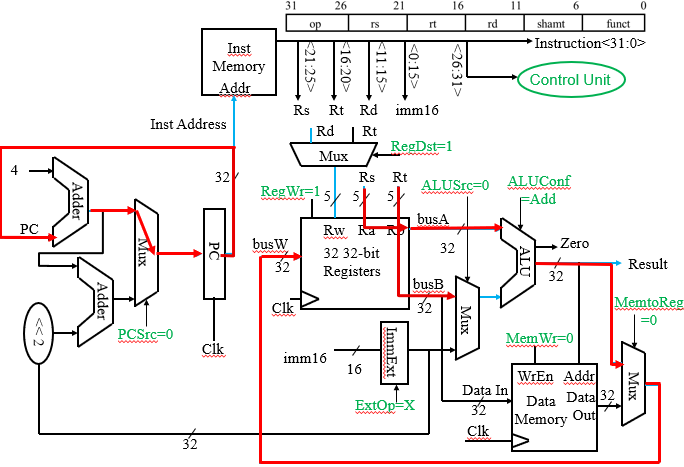 31 26 21 16 11 6 0
op rs rt rd shamt funct
Instruction<31:0>
Inst
Memory
Addr
<21:25>
<16:20>
<11:15>
<0:15>
<26:31>
Control Unit
Rs Rt Rd imm16
Inst Address
Rd Rt
Mux
RegDst=1
4
32
Adder
PC
Mux
PC
Adder
<< 2
PCSrc=0
Clk
32
RegWr=1
Rs Rt
5 5 5
ALUSrc=0
ALUConf
=Add
busA
32
busW
32
Rw Ra Rb
32 32-bit
Registers
Clk
busB
32
Mux
ALU
Zero
32
Result
MemtoReg
=0
imm16
16
ImmExt
ExtOp=X
MemWr=0
WrEn Addr
Data In
32
Data
Memory
Data
Out
32
Mux
Clk